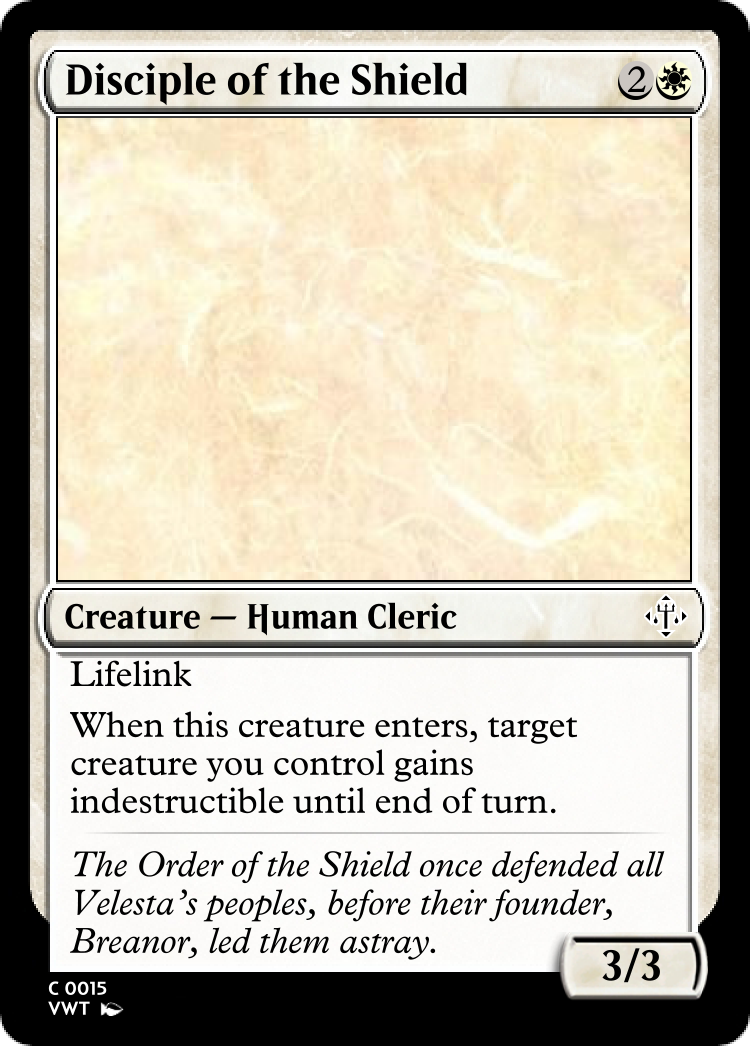 Disciple of the Shield 2
Creature — Human Cleric
Lifelink
When this creature enters, target
creature you control gains
indestructible until end of turn.
The Order of the Shield once defended all
Velesta's peoples, before their founder,
Breanor, led them astray.
3/3
C 0015
VWT